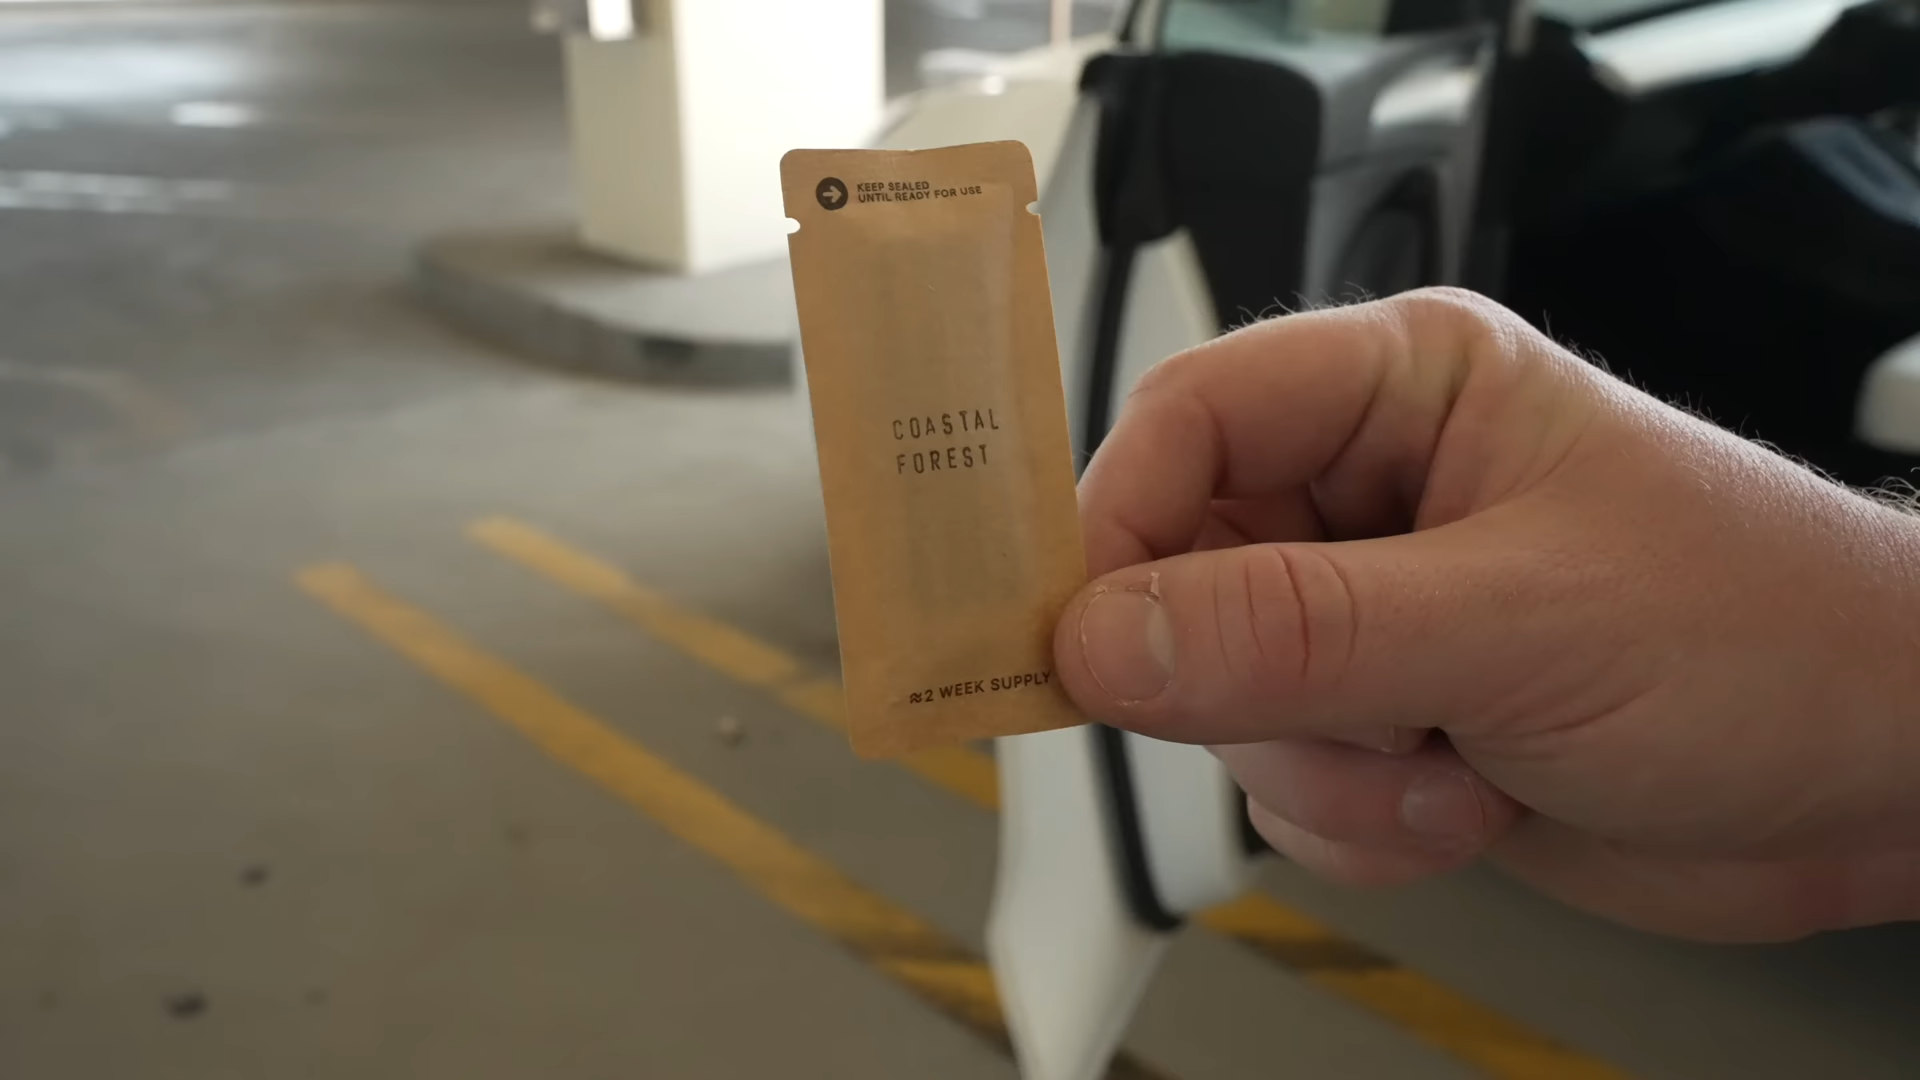 KEEP SEALED
UNTIL READY FOR USE
COASTAL
FOREST
≈2 WEEK SUPPLY